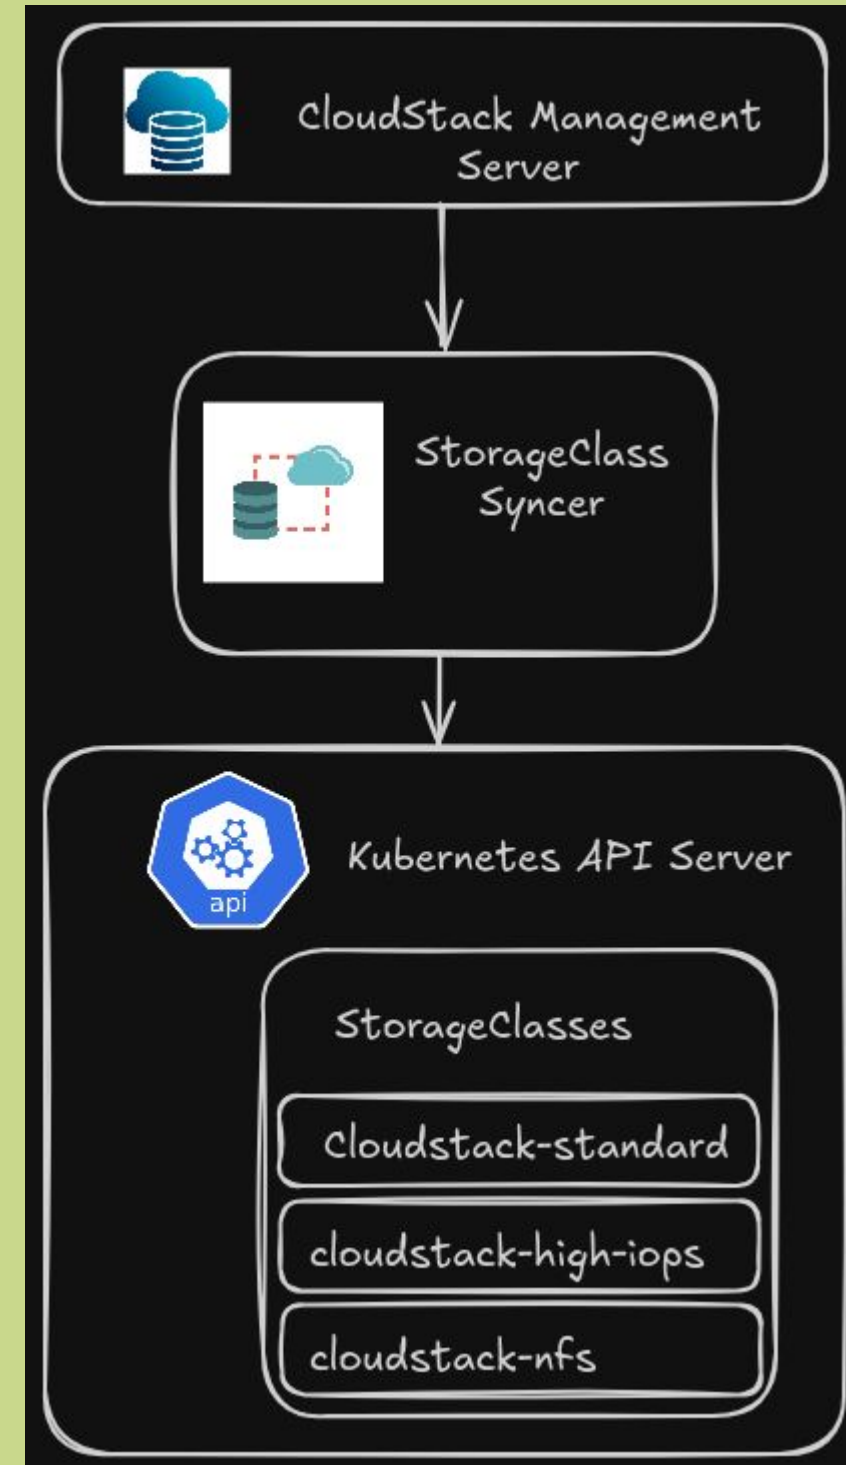 CloudStack Management
Server
StorageClass
Syncer
api
Kubernetes API Server
StorageClasses
Cloudstack-standard
cloudstack-high-iops
cloudstack-nfs